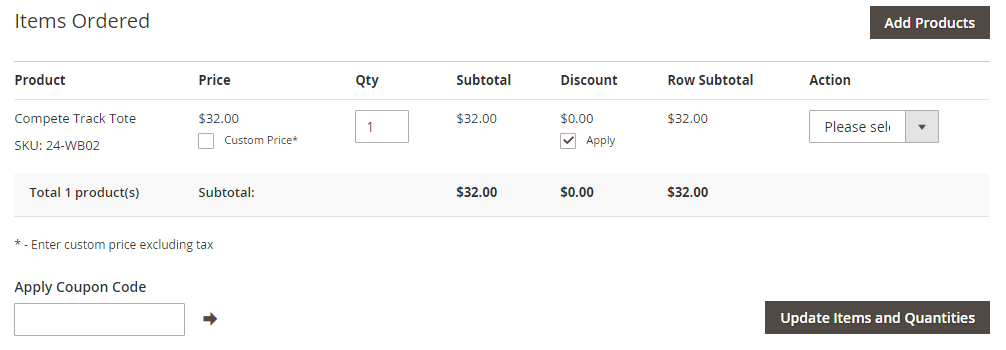 Items Ordered
Add Products
Product Price Qty Subtotal Discount Row Subtotal Action
Compete Track Tote $32.00 1 $32.00 $0.00 $32.00 Please sel
SKU: 24-WB02 Custom Price* Apply
Total 1 product(s) Subtotal: $32.00 $0.00 $32.00
* - Enter custom price excluding tax
Apply Coupon Code
Update Items and Quantities